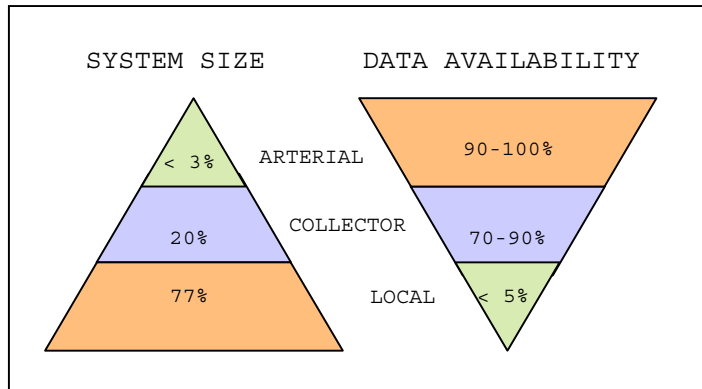 SYSTEM SIZE
DATA AVAILABILITY
< 3%
ARTERIAL
90-100%
20%
COLLECTOR
70-90%
77%
LOCAL
< 5%